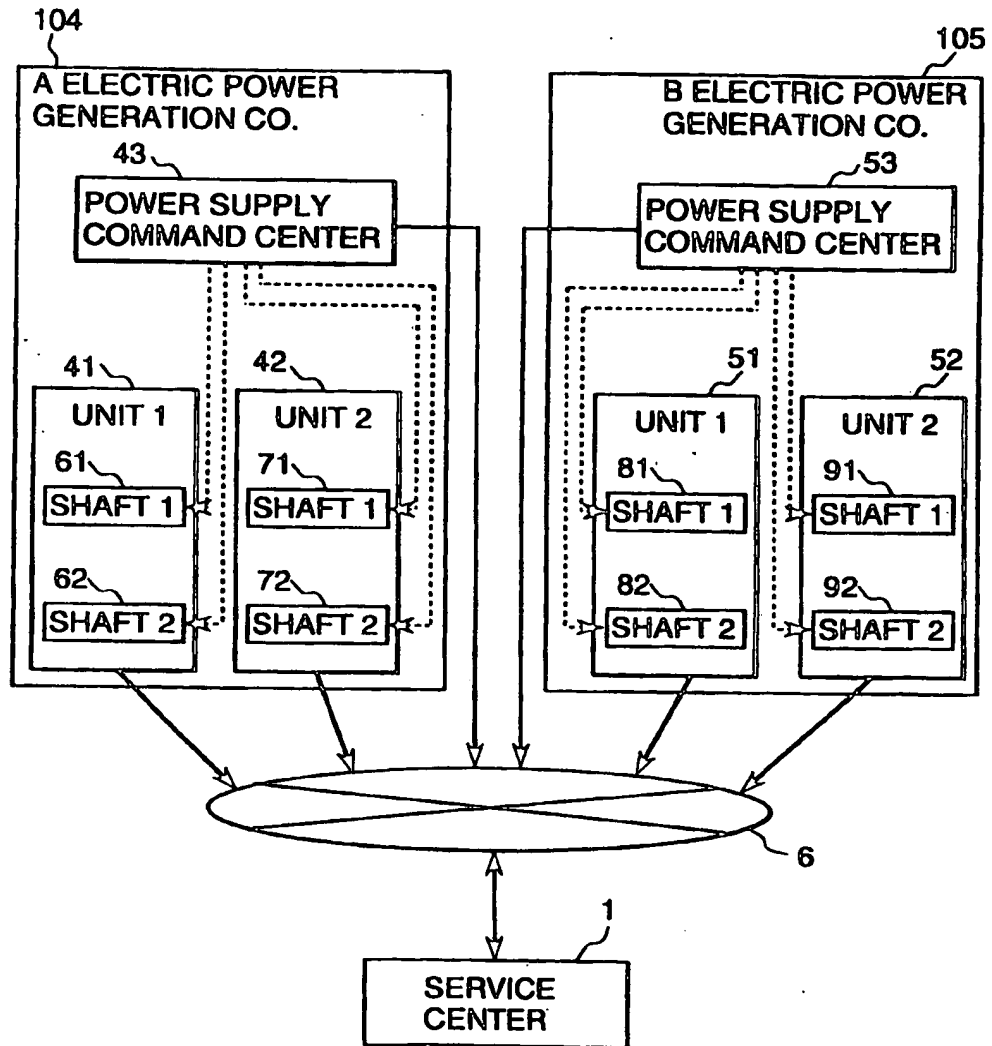 104
105
A ELECTRIC POWER
GENERATION CO.
B ELECTRIC POWER
GENERATION CO.
43
53
POWER SUPPLY
COMMAND CENTER
POWER SUPPLY
COMMAND CENTER
41
42
51
52
UNIT 1
UNIT 2
UNIT 1
UNIT 2
61
71
81
91
SHAFT 1
SHAFT 1
SHAFT 1
SHAFT 1
62
72
82
92
SHAFT 2
SHAFT 2
SHAFT 2
SHAFT 2
6
1
SERVICE
CENTER